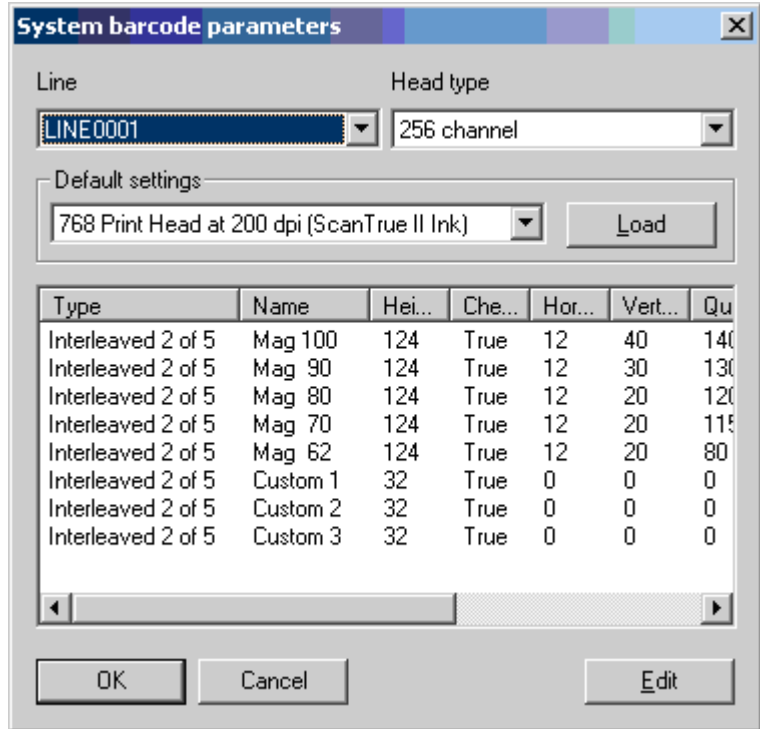 System barcode parameters
Line Head type
LINE0001 256 channel
Default settings
768 Print Head at 200 dpi (ScanTrue II Ink) Load
Type Name Hei... Che... Hor... Vert... Qu
Interleaved 2 of 5 Mag 100 124 True 12 40 140
Interleaved 2 of 5 Mag 90 124 True 12 30 130
Interleaved 2 of 5 Mag 80 124 True 12 20 120
Interleaved 2 of 5 Mag 70 124 True 12 20 115
Interleaved 2 of 5 Mag 62 124 True 12 20 80
Interleaved 2 of 5 Custom 1 32 True 0 0 0
Interleaved 2 of 5 Custom 2 32 True 0 0 0
Interleaved 2 of 5 Custom 3 32 True 0 0 0
OK Cancel Edit